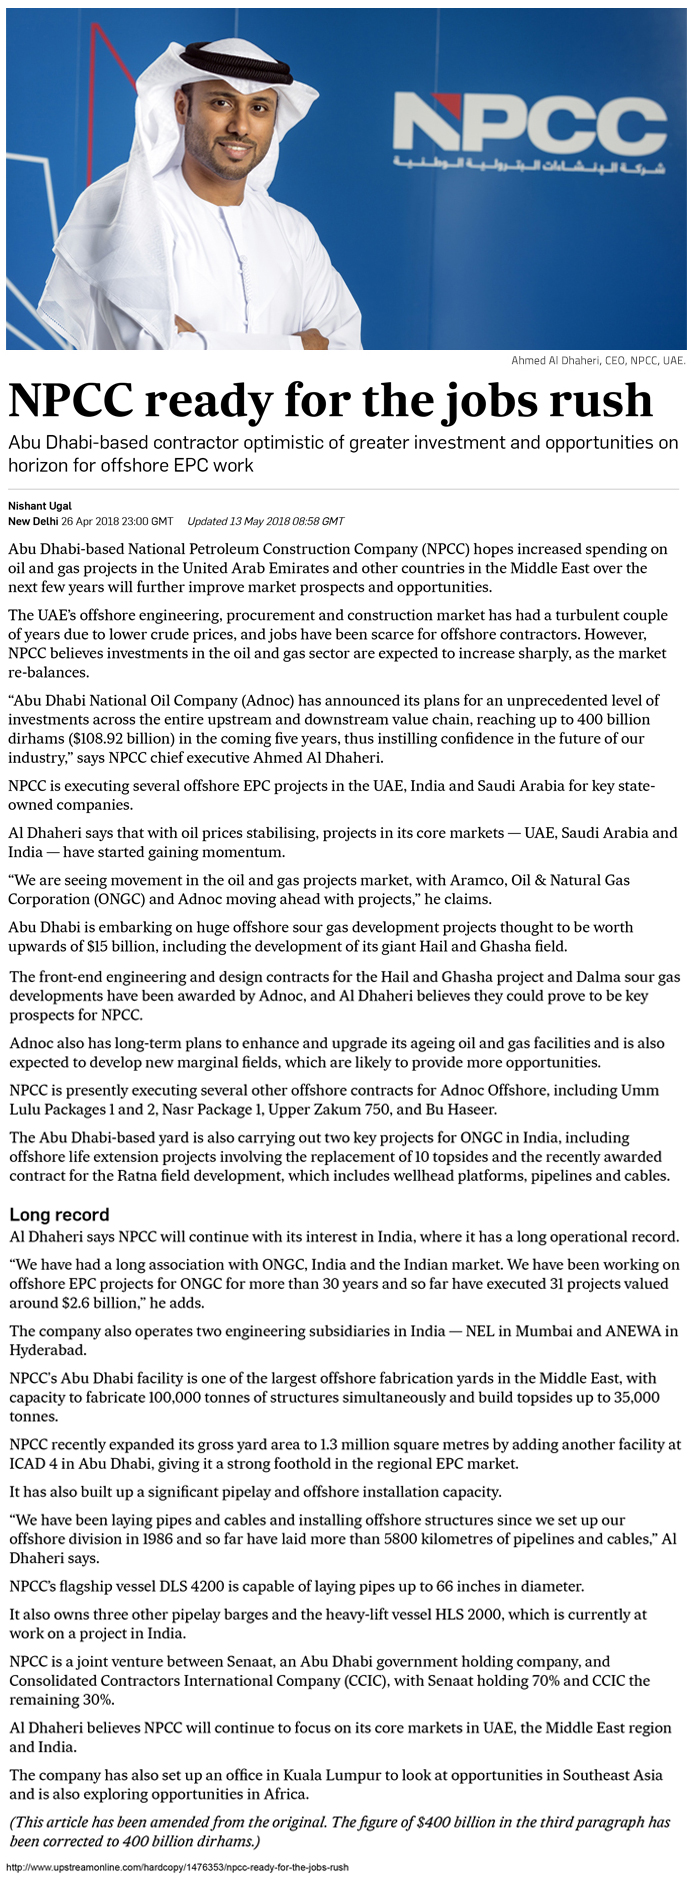 NPCC
شركة الإنشاءات البترولية الوطنية
Ahmed Al Dhaheri, CEO, NPCC, UAE.
NPCC ready for the jobs rush
Abu Dhabi-based contractor optimistic of greater investment and opportunities on
horizon for offshore EPC work
Nishant Ugal
New Delhi 26 Apr 2018 23:00 GMT Updated 13 May 2018 08:58 GMT
Abu Dhabi-based National Petroleum Construction Company (NPCC) hopes increased spending on
oil and gas projects in the United Arab Emirates and other countries in the Middle East over the
next few years will further improve market prospects and opportunities.
The UAE's offshore engineering, procurement and construction market has had a turbulent couple
of years due to lower crude prices, and jobs have been scarce for offshore contractors. However,
NPCC believes investments in the oil and gas sector are expected to increase sharply, as the market
re-balances.
“Abu Dhabi National Oil Company (Adnoc) has announced its plans for an unprecedented level of
investments across the entire upstream and downstream value chain, reaching up to 400 billion
dirhams ($108.92 billion) in the coming five years, thus instilling confidence in the future of our
industry,” says NPCC chief executive Ahmed Al Dhaheri.
NPCC is executing several offshore EPC projects in the UAE, India and Saudi Arabia for key state-
owned companies.
Al Dhaheri says that with oil prices stabilising, projects in its core markets — UAE, Saudi Arabia and
India — have started gaining momentum.
“We are seeing movement in the oil and gas projects market, with Aramco, Oil & Natural Gas
Corporation (ONGC) and Adnoc moving ahead with projects,” he claims.
Abu Dhabi is embarking on huge offshore sour gas development projects thought to be worth
upwards of $15 billion, including the development of its giant Hail and Ghasha field.
The front-end engineering and design contracts for the Hail and Ghasha project and Dalma sour gas
developments have been awarded by Adnoc, and Al Dhaheri believes they could prove to be key
prospects for NPCC.
Adnoc also has long-term plans to enhance and upgrade its ageing oil and gas facilities and is also
expected to develop new marginal fields, which are likely to provide more opportunities.
NPCC is presently executing several other offshore contracts for Adnoc Offshore, including Umm
Lulu Packages 1 and 2, Nasr Package 1, Upper Zakum 750, and Bu Haseer.
The Abu Dhabi-based yard is also carrying out two key projects for ONGC in India, including
offshore life extension projects involving the replacement of 10 topsides and the recently awarded
contract for the Ratna field development, which includes wellhead platforms, pipelines and cables.
Long record
Al Dhaheri says NPCC will continue with its interest in India, where it has a long operational record.
“We have had a long association with ONGC, India and the Indian market. We have been working on
offshore EPC projects for ONGC for more than 30 years and so far have executed 31 projects valued
around $2.6 billion,” he adds.
The company also operates two engineering subsidiaries in India — NEL in Mumbai and ANEWA in
Hyderabad.
NPCC's Abu Dhabi facility is one of the largest offshore fabrication yards in the Middle East, with
capacity to fabricate 100,000 tonnes of structures simultaneously and build topsides up to 35,000
tonnes.
NPCC recently expanded its gross yard area to 1.3 million square metres by adding another facility at
ICAD 4 in Abu Dhabi, giving it a strong foothold in the regional EPC market.
It has also built up a significant pipelay and offshore installation capacity.
“We have been laying pipes and cables and installing offshore structures since we set up our
offshore division in 1986 and so far have laid more than 5800 kilometres of pipelines and cables,” Al
Dhaheri says.
NPCC's flagship vessel DLS 4200 is capable of laying pipes up to 66 inches in diameter.
It also owns three other pipelay barges and the heavy-lift vessel HLS 2000, which is currently at
work on a project in India.
NPCC is a joint venture between Senaat, an Abu Dhabi government holding company, and
Consolidated Contractors International Company (CCIC), with Senaat holding 70% and CCIC the
remaining 30%.
Al Dhaheri believes NPCC will continue to focus on its core markets in UAE, the Middle East region
and India.
The company has also set up an office in Kuala Lumpur to look at opportunities in Southeast Asia
and is also exploring opportunities in Africa.
(This article has been amended from the original. The figure of $400 billion in the third paragraph has
been corrected to 400 billion dirhams.)
http://www.upstreamonline.com/hardcopy/1476353/npcc-ready-for-the-jobs-rush